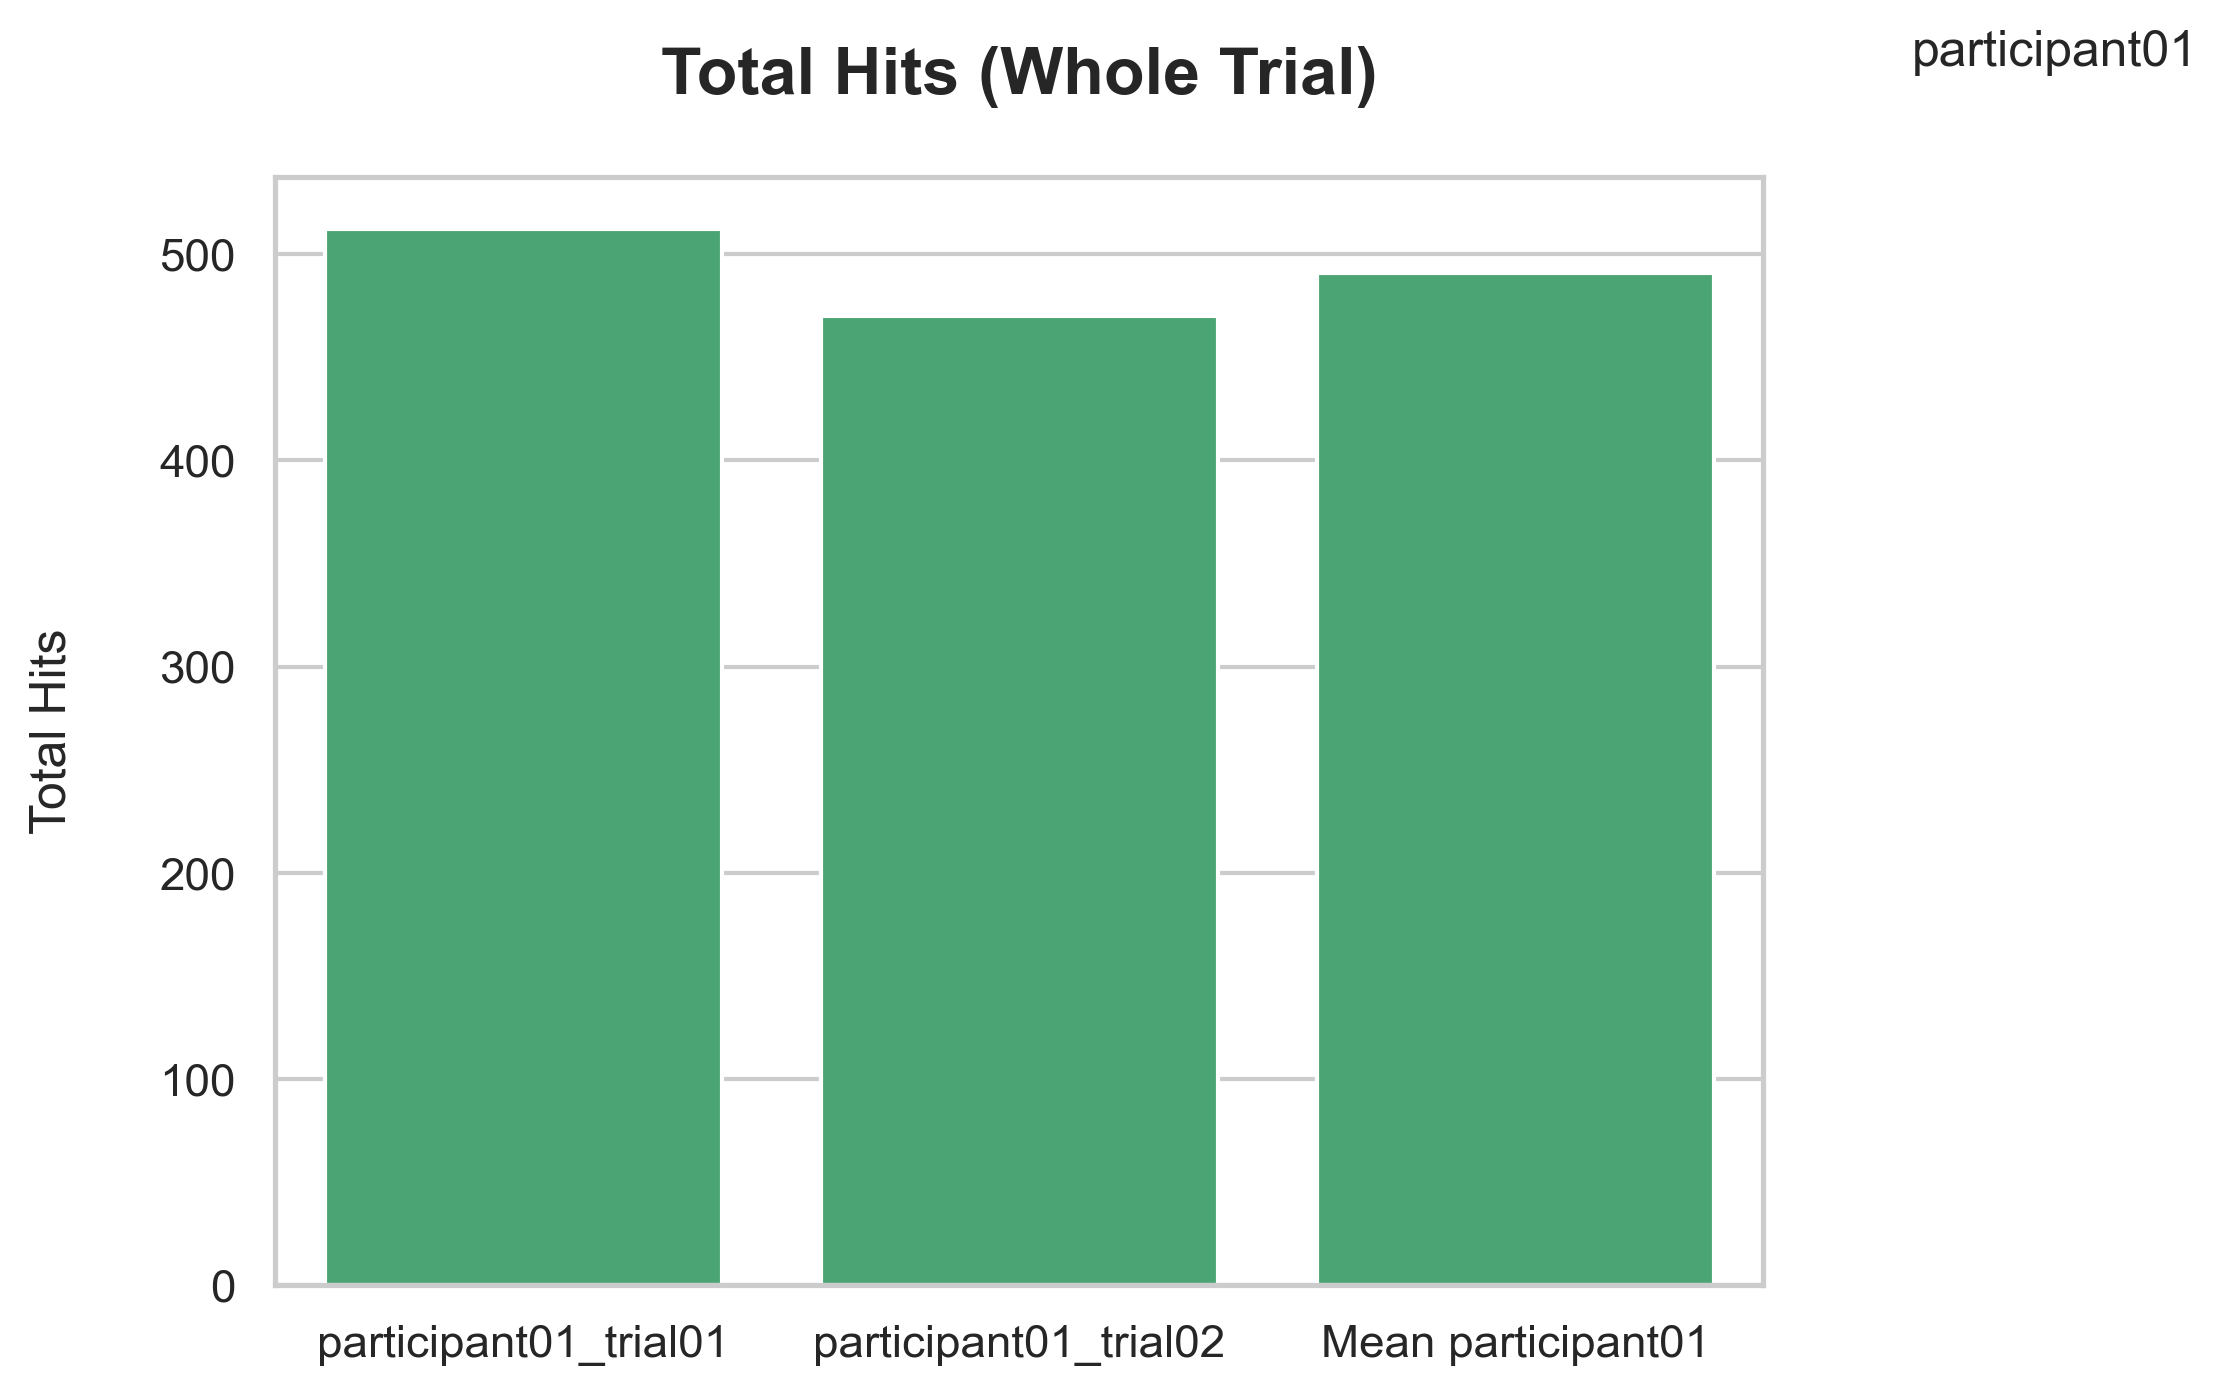 participant01
Total Hits (Whole Trial)
Total Hits
500
400
300
200
100
0
participant01_trial01
participant01_trial02
Mean participant01